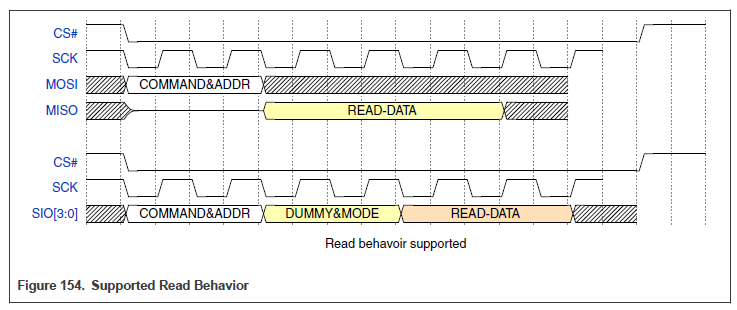 CS#
SCK
MOSI COMMAND&ADDR
MISO READ-DATA
CS#
SCK
SIO[3:0] COMMAND&ADDR DUMMY&MODE READ-DATA
Read behavoir supported
Figure 154. Supported Read Behavior